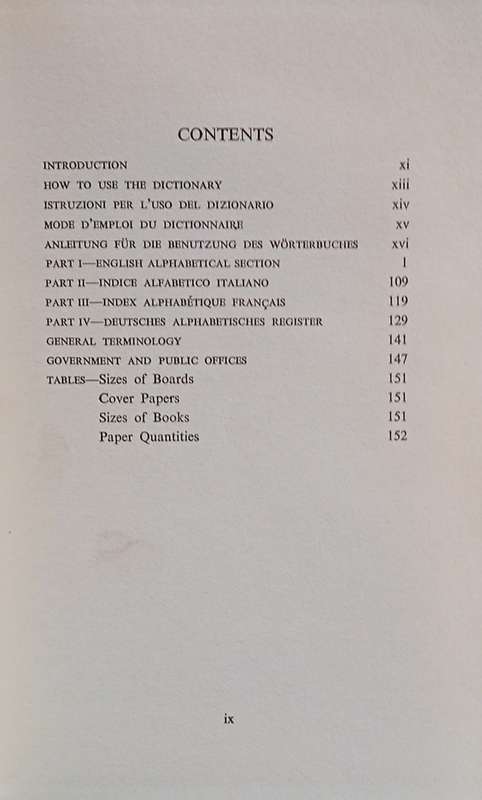 CONTENTS
INTRODUCTION xi
HOW TO USE THE DICTIONARY xiii
ISTRUZIONI PER L'USO DEL DIZIONARIO xiv
MODE D'EMPLOI DU DICTIONNAIRE xv
ANLEITUNG FÜR DIE BENUTZUNG DES WÖRTERBUCHES xvi
PART I—ENGLISH ALPHABETICAL SECTION 1
PART II—INDICE ALFABETICO ITALIANO 109
PART III—INDEX ALPHABÉTIQUE FRANÇAIS 119
PART IV—DEUTSCHES ALPHABETISCHES REGISTER 129
GENERAL TERMINOLOGY 141
GOVERNMENT AND PUBLIC OFFICES 147
TABLES—Sizes of Boards 151
Cover Papers 151
Sizes of Books 151
Paper Quantities 152
ix